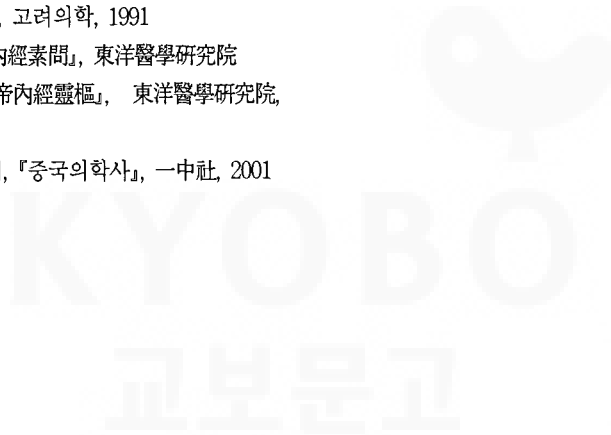 , 고려의학, 1991
內經素問』, 東洋醫學硏究院
帝內經靈樞』, 東洋醫學硏究院,
, 『중국의학사』, 一中社, 2001
KYOBO
교보문고